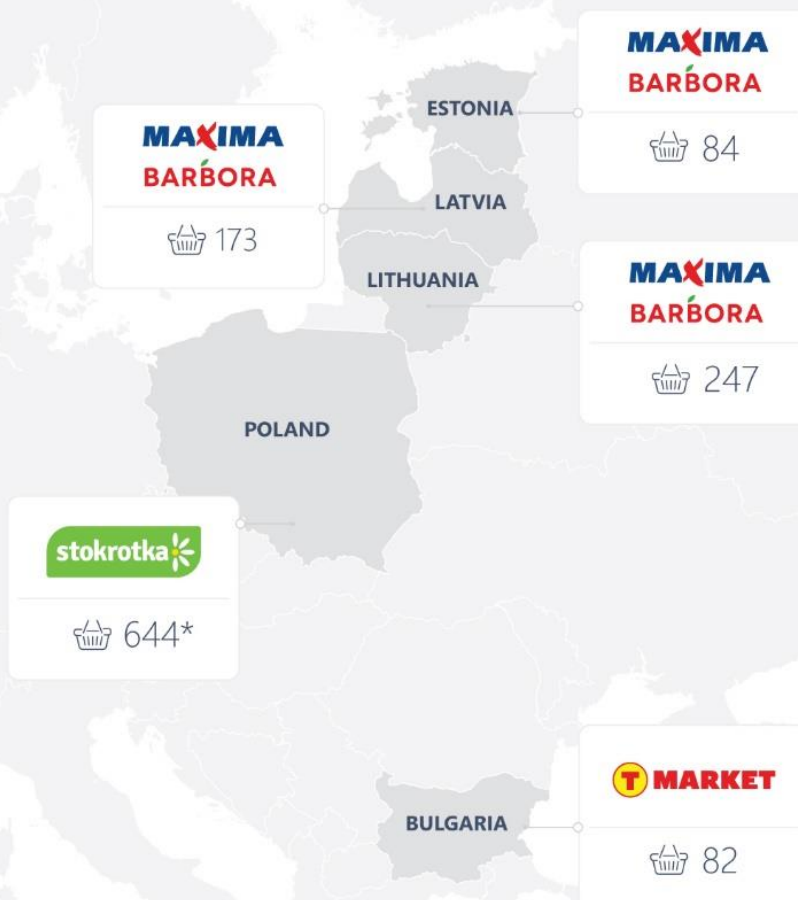 MAXIMA
BARBORA
84
ESTONIA
MAXIMA
BARBORA
173
LATVIA
LITHUANIA
MAXIMA
BARBORA
247
POLAND
stokrotka
644*
BULGARIA
T MARKET
82